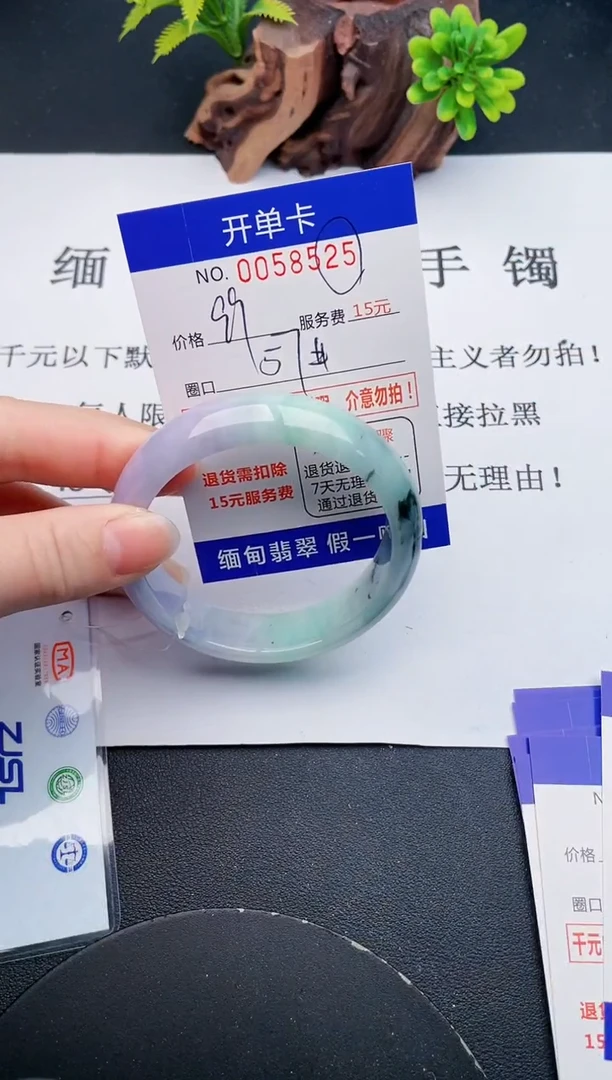 开单卡
NO. 0058525
缅 手 镯
价格 99 服务费 15元
千元以下默 主义者勿拍！
圈口 57
介意勿拍！
每人限 接拉黑
退货需扣除
15元服务费
退货
7天无理
通过退货
无理由！
缅甸翡翠 假一
MA
ZJSL
N
价格
圈口
千元
退
15